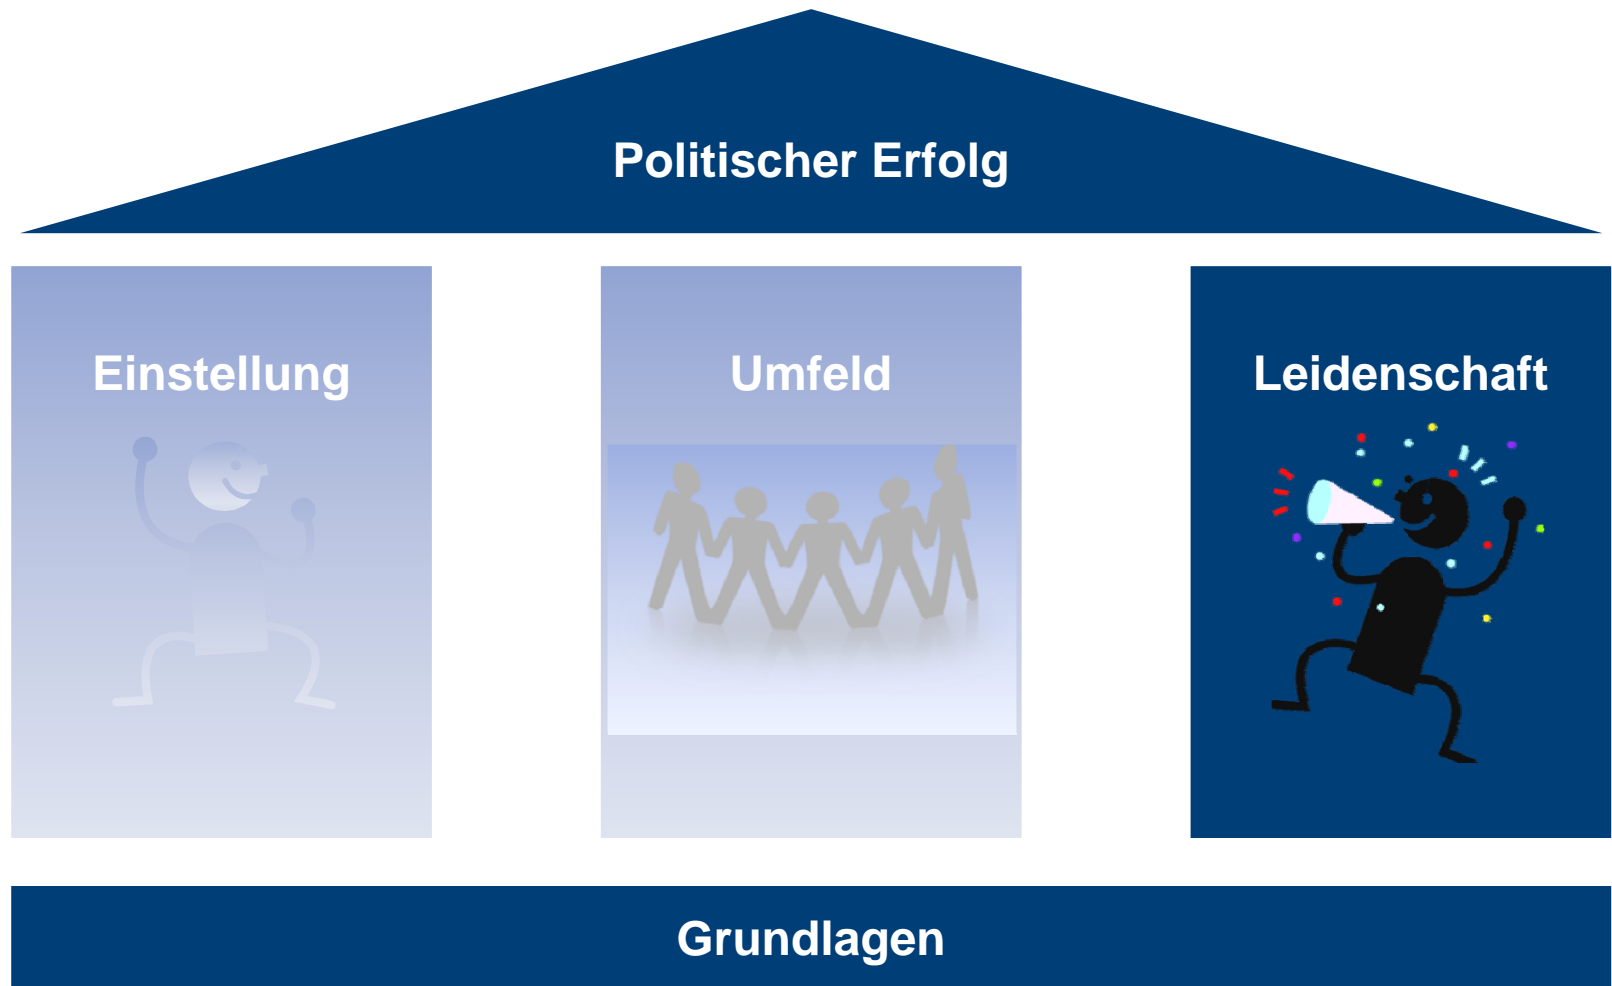 Politischer Erfolg
Einstellung
Umfeld
Leidenschaft
Grundlagen